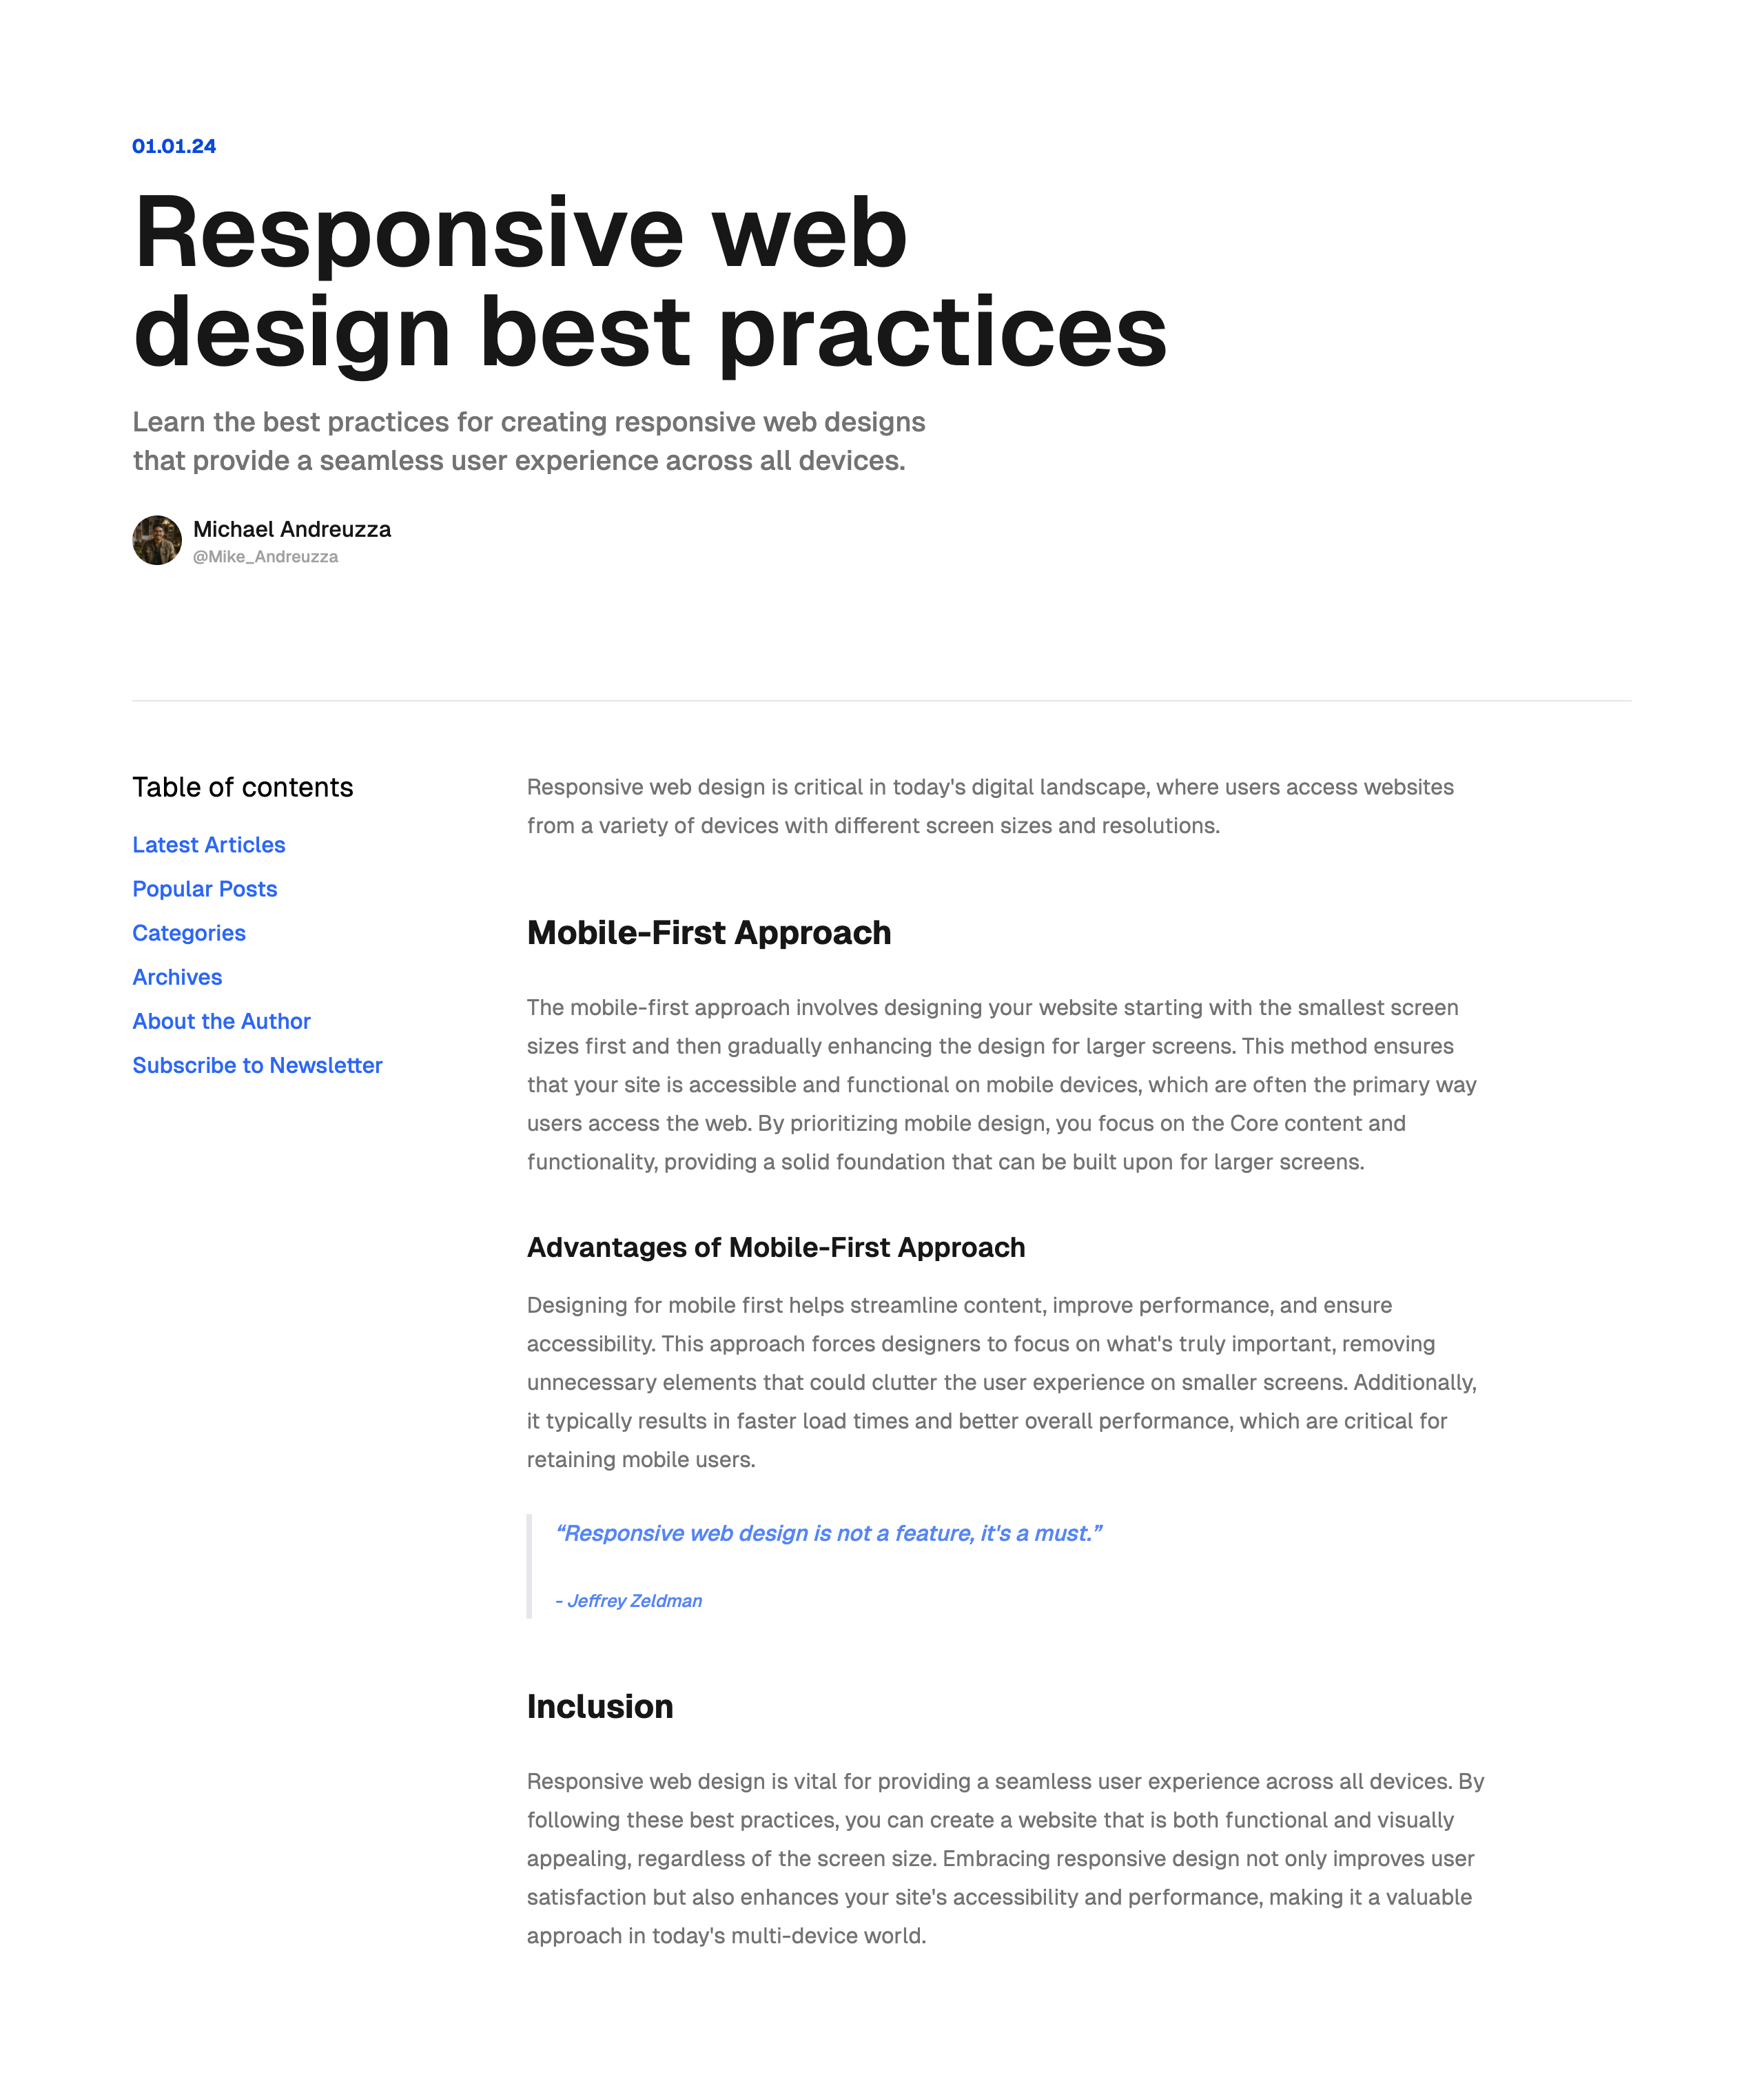 01.01.24
Responsive web
design best practices
Learn the best practices for creating responsive web designs
that provide a seamless user experience across all devices.
Michael Andreuzza
@Mike_Andreuzza
Table of contents
Latest Articles
Popular Posts
Categories
Archives
About the Author
Subscribe to Newsletter
Responsive web design is critical in today's digital landscape, where users access websites
from a variety of devices with different screen sizes and resolutions.
Mobile-First Approach
The mobile-first approach involves designing your website starting with the smallest screen
sizes first and then gradually enhancing the design for larger screens. This method ensures
that your site is accessible and functional on mobile devices, which are often the primary way
users access the web. By prioritizing mobile design, you focus on the Core content and
functionality, providing a solid foundation that can be built upon for larger screens.
Advantages of Mobile-First Approach
Designing for mobile first helps streamline content, improve performance, and ensure
accessibility. This approach forces designers to focus on what's truly important, removing
unnecessary elements that could clutter the user experience on smaller screens. Additionally,
it typically results in faster load times and better overall performance, which are critical for
retaining mobile users.
“Responsive web design is not a feature, it's a must.”
- Jeffrey Zeldman
Inclusion
Responsive web design is vital for providing a seamless user experience across all devices. By
following these best practices, you can create a website that is both functional and visually
appealing, regardless of the screen size. Embracing responsive design not only improves user
satisfaction but also enhances your site's accessibility and performance, making it a valuable
approach in today's multi-device world.